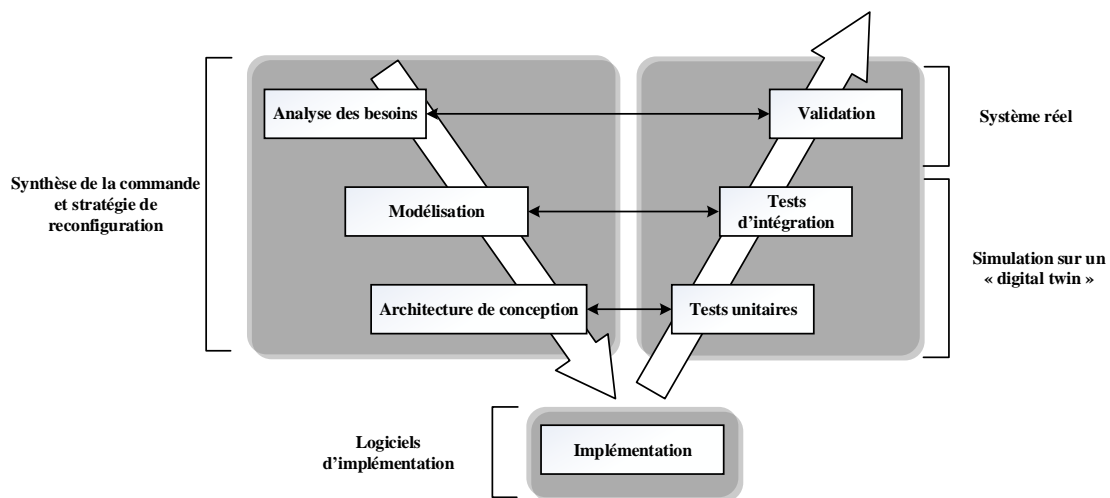 Analyse des besoins
Validation
Système réel
Synthèse de la commande
et stratégie de
reconfiguration
Modélisation
Tests
d'intégration
Simulation sur un
« digital twin »
Architecture de conception
Tests unitaires
Logiciels
d'implémentation
Implémentation